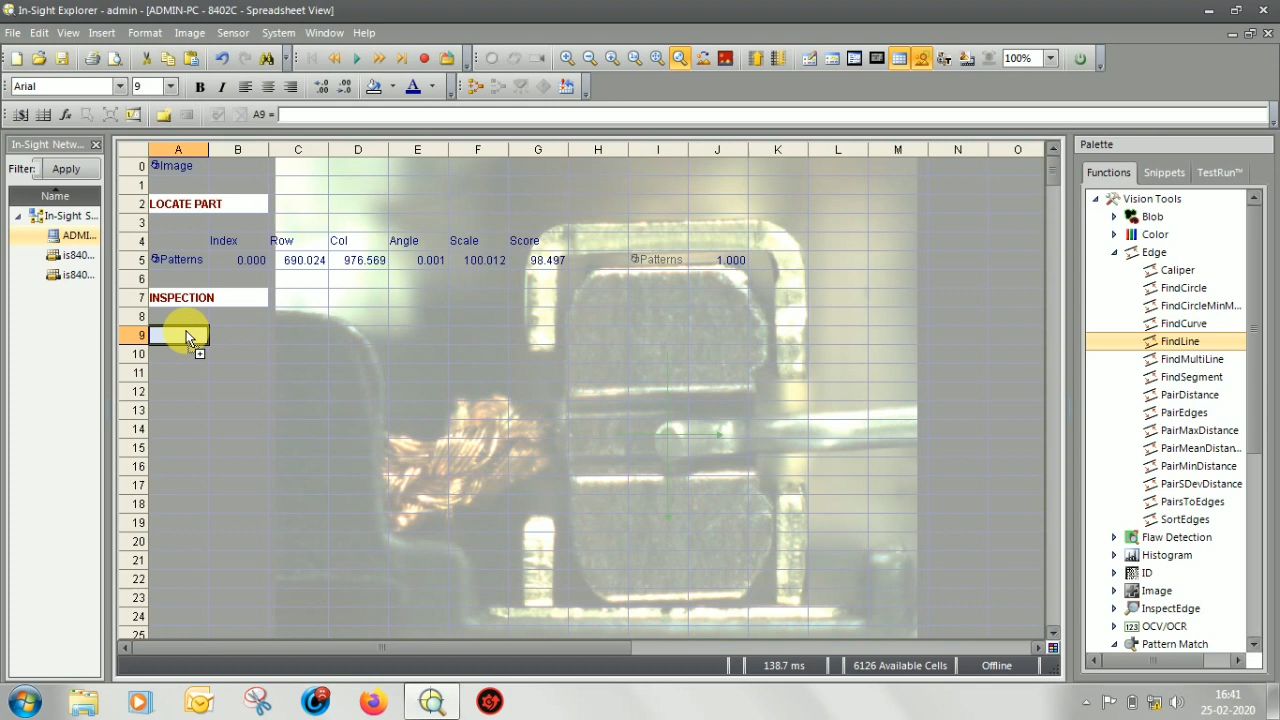 In-Sight Explorer - admin - [ADMIN-PC - 8402C - Spreadsheet View]
File Edit View Insert Format Image Sensor System Window Help
100%
Arial 9 B I U A
A9 =
In-Sight Netw... Palette
Filter: Apply Functions Snippets TestRun™
Name
In-Sight S...
ADMI...
is840...
is840...
A B C D E F G H I J K L M N O
0 Image
1
2 LOCATE PART
3
4 Index Row Col Angle Scale Score
5 Patterns 0.000 690.024 976.569 0.001 100.012 98.497 Patterns 1.000
6
7 INSPECTION
8
9
10
11
12
13
14
15
16
17
18
19
20
21
22
23
24
25
Vision Tools
Blob
Color
Edge
Caliper
FindCircle
FindCircleMinM...
FindCurve
FindLine
FindMultiLine
FindSegment
PairDistance
PairEdges
PairMaxDistance
PairMeanDistan...
PairMinDistance
PairSDevDistance
PairsToEdges
SortEdges
Flaw Detection
Histogram
ID
Image
InspectEdge
123 OCV/OCR
Pattern Match
138.7 ms 6126 Available Cells Offline
16:41
25-02-2020